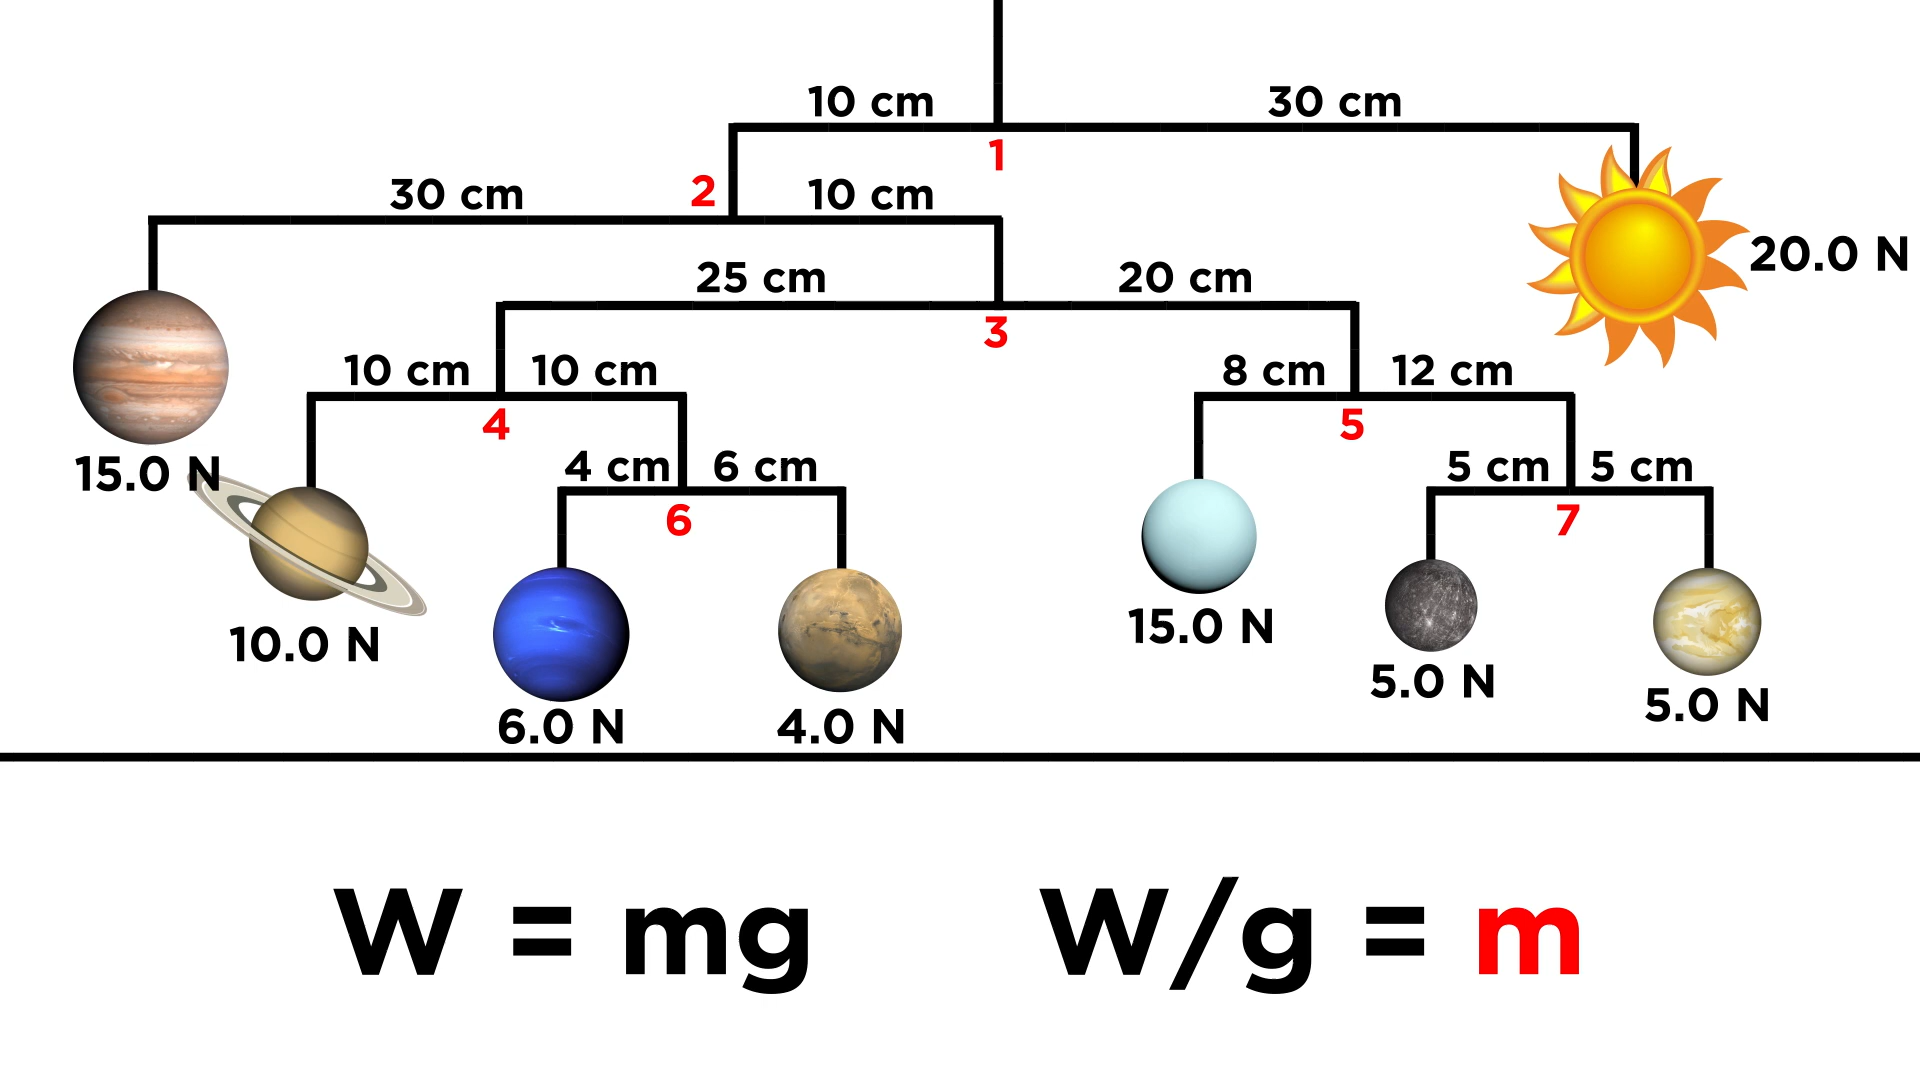 10 cm 30 cm
1
2
30 cm 10 cm
20.0 N
25 cm 20 cm
3
10 cm 10 cm 8 cm 12 cm
4 5
15.0 N 4 cm 6 cm 5 cm 5 cm
6 7
10.0 N 15.0 N
5.0 N 5.0 N
6.0 N 4.0 N
W = mg W/g = m